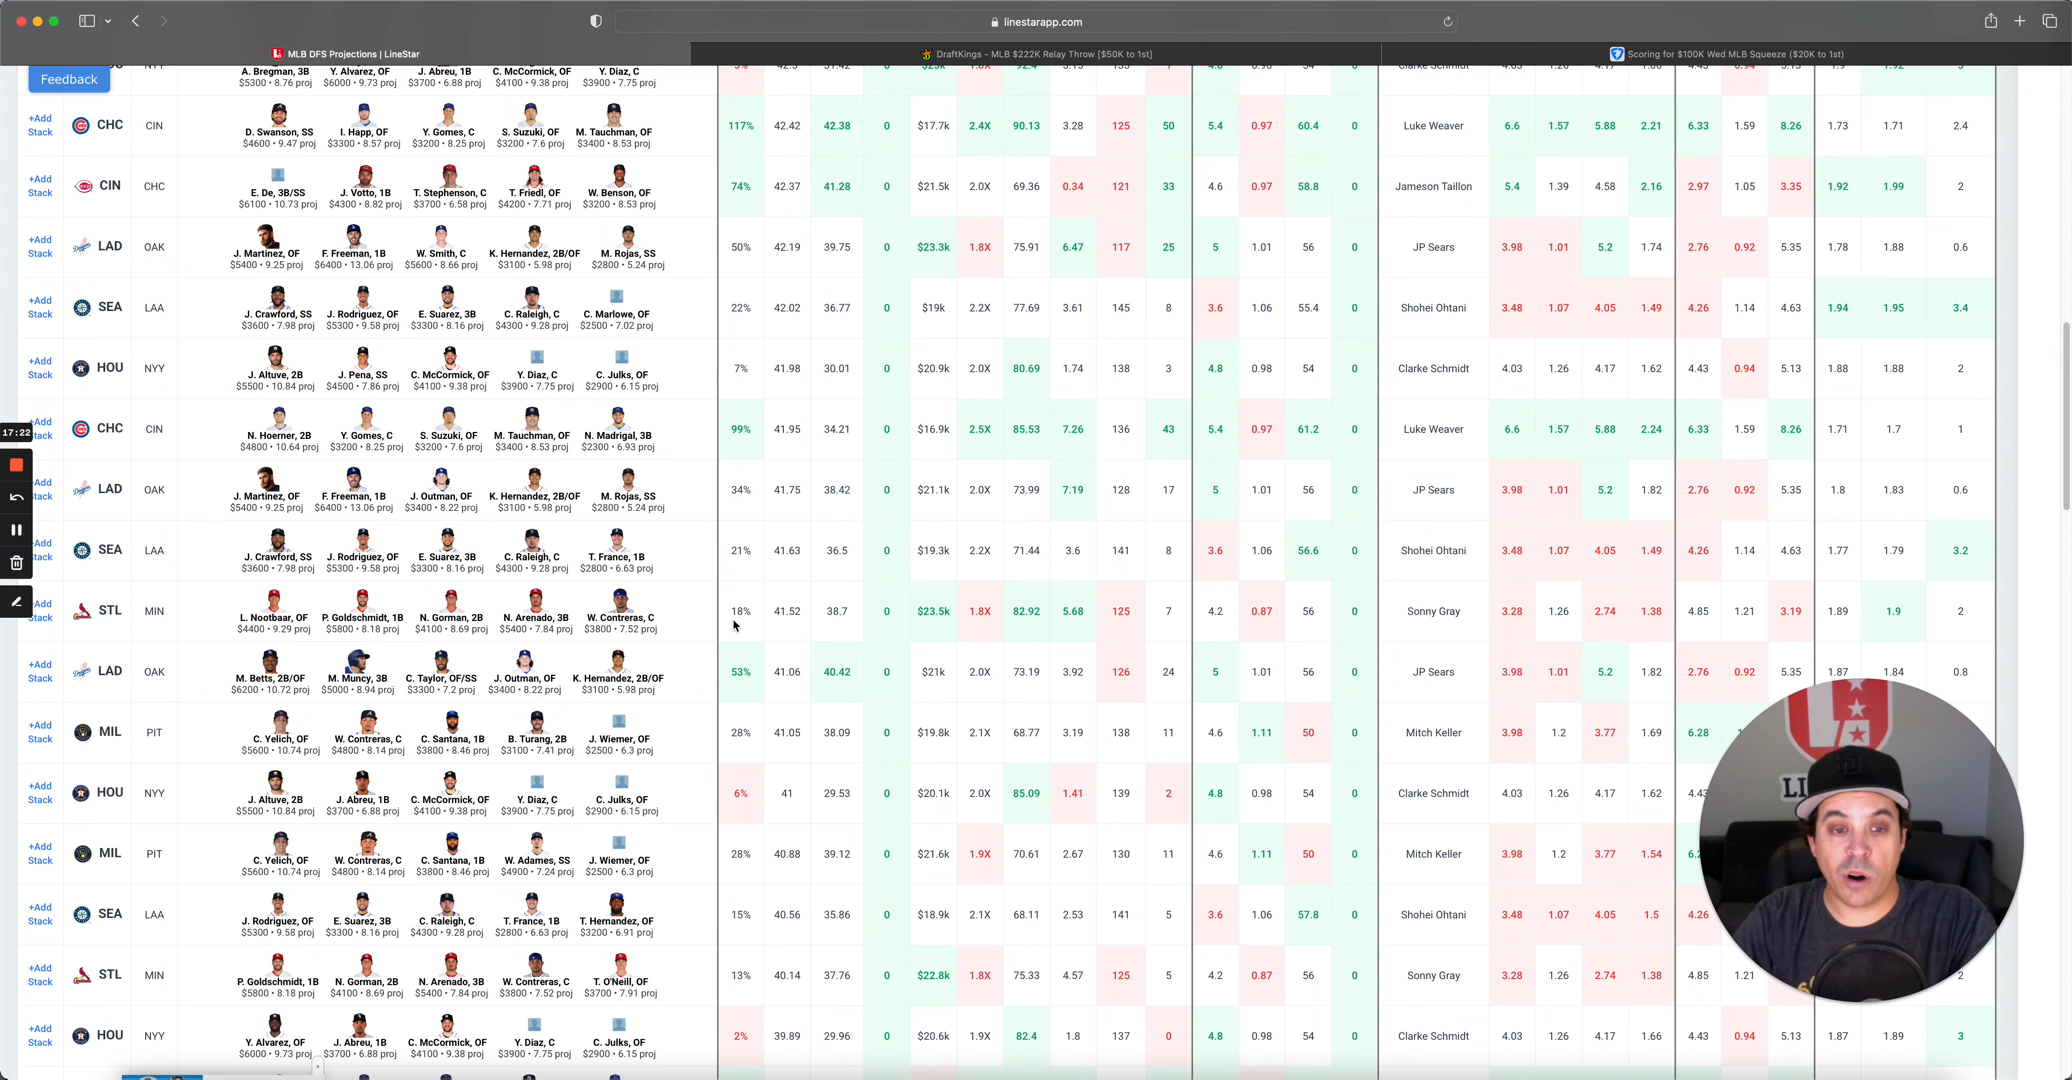 linestarapp.com
MLB DFS Projections | LineStar
DraftKings - MLB $222K Relay Throw [$50K to 1st]
Scoring for $100K Wed MLB Squeeze ($20K to 1st)
Feedback
A. Bregman, 3B Y. Alvarez, OF J. Abreu, 1B C. McCormick, OF Y. Diaz, C
$5300 • 8.76 proj $6000 • 9.73 proj $3700 • 6.88 proj $4100 • 9.38 proj $3900 • 7.75 proj
+Add Stack CHC CIN
D. Swanson, SS I. Happ, OF Y. Gomes, C S. Suzuki, OF M. Tauchman, OF
$4600 • 9.47 proj $3300 • 8.57 proj $3200 • 8.25 proj $3200 • 7.6 proj $3400 • 8.53 proj
117% 42.42 42.38 0 $17.7k 2.4X 90.13 3.28 125 50 5.4 0.97 60.4 0 Luke Weaver 6.6 1.57 5.88 2.21 6.33 1.59 8.26 1.73 1.71 2.4
+Add Stack CIN CHC
E. De, 3B/SS J. Votto, 1B T. Stephenson, C T. Friedl, OF W. Benson, OF
$6100 • 10.73 proj $4300 • 8.82 proj $3700 • 6.58 proj $4200 • 7.71 proj $3200 • 8.53 proj
74% 42.37 41.28 0 $21.5k 2.0X 69.36 0.34 121 33 4.6 0.97 58.8 0 Jameson Taillon 5.4 1.39 4.58 2.16 2.97 1.05 3.35 1.92 1.99 2
+Add Stack LAD OAK
J. Martinez, OF F. Freeman, 1B W. Smith, C K. Hernandez, 2B/OF M. Rojas, SS
$5400 • 9.25 proj $6400 • 13.06 proj $5600 • 8.66 proj $3100 • 5.98 proj $2800 • 5.24 proj
50% 42.19 39.75 0 $23.3k 1.8X 75.91 6.47 117 25 5 1.01 56 0 JP Sears 3.98 1.01 5.2 1.74 2.76 0.92 5.35 1.78 1.88 0.6
+Add Stack SEA LAA
J. Crawford, SS J. Rodriguez, OF E. Suarez, 3B C. Raleigh, C C. Marlowe, OF
$3600 • 7.98 proj $5300 • 9.58 proj $3300 • 8.16 proj $4300 • 9.28 proj $2500 • 7.02 proj
22% 42.02 36.77 0 $19k 2.2X 77.69 3.61 145 8 3.6 1.06 55.4 0 Shohei Ohtani 3.48 1.07 4.05 1.49 4.26 1.14 4.63 1.94 1.95 3.4
+Add Stack HOU NYY
J. Altuve, 2B J. Pena, SS C. McCormick, OF Y. Diaz, C C. Julks, OF
$5500 • 10.84 proj $4500 • 7.86 proj $4100 • 9.38 proj $3900 • 7.75 proj $2900 • 6.15 proj
7% 41.98 30.01 0 $20.9k 2.0X 80.69 1.74 138 3 4.8 0.98 54 0 Clarke Schmidt 4.03 1.26 4.17 1.62 4.43 0.94 5.13 1.88 1.88 2
17:22
Stack CHC CIN
N. Hoerner, 2B Y. Gomes, C S. Suzuki, OF M. Tauchman, OF N. Madrigal, 3B
$4800 • 10.64 proj $3200 • 8.25 proj $3200 • 7.6 proj $3400 • 8.53 proj $2300 • 6.93 proj
99% 41.95 34.21 0 $16.9k 2.5X 85.53 7.26 136 43 5.4 0.97 61.2 0 Luke Weaver 6.6 1.57 5.88 2.24 6.33 1.59 8.26 1.71 1.7 1
+Add Stack LAD OAK
J. Martinez, OF F. Freeman, 1B J. Outman, OF K. Hernandez, 2B/OF M. Rojas, SS
$5400 • 9.25 proj $6400 • 13.06 proj $3400 • 8.22 proj $3100 • 5.98 proj $2800 • 5.24 proj
34% 41.75 38.42 0 $21.1k 2.0X 73.99 7.19 128 17 5 1.01 56 0 JP Sears 3.98 1.01 5.2 1.82 2.76 0.92 5.35 1.8 1.83 0.6
+Add Stack SEA LAA
J. Crawford, SS J. Rodriguez, OF E. Suarez, 3B C. Raleigh, C T. France, 1B
$3600 • 7.98 proj $5300 • 9.58 proj $3300 • 8.16 proj $4300 • 9.28 proj $2800 • 6.63 proj
21% 41.63 36.5 0 $19.3k 2.2X 71.44 3.6 141 8 3.6 1.06 56.6 0 Shohei Ohtani 3.48 1.07 4.05 1.49 4.26 1.14 4.63 1.77 1.79 3.2
+Add Stack STL MIN
L. Nootbaar, OF P. Goldschmidt, 1B N. Gorman, 2B N. Arenado, 3B W. Contreras, C
$4400 • 9.29 proj $5800 • 8.18 proj $4100 • 8.69 proj $5400 • 7.84 proj $3800 • 7.52 proj
18% 41.52 38.7 0 $23.5k 1.8X 82.92 5.68 125 7 4.2 0.87 56 0 Sonny Gray 3.28 1.26 2.74 1.38 4.85 1.21 3.19 1.89 1.9 2
+Add Stack LAD OAK
M. Betts, 2B/OF M. Muncy, 3B C. Taylor, OF/SS J. Outman, OF K. Hernandez, 2B/OF
$6200 • 10.72 proj $5000 • 8.94 proj $3300 • 7.2 proj $3400 • 8.22 proj $3100 • 5.98 proj
53% 41.06 40.42 0 $21k 2.0X 73.19 3.92 126 24 5 1.01 56 0 JP Sears 3.98 1.01 5.2 1.82 2.76 0.92 5.35 1.87 1.84 0.8
+Add Stack MIL PIT
C. Yelich, OF W. Contreras, C C. Santana, 1B B. Turang, 2B J. Wiemer, OF
$5600 • 10.74 proj $4800 • 8.14 proj $3800 • 8.46 proj $3100 • 7.41 proj $2500 • 6.3 proj
28% 41.05 38.09 0 $19.8k 2.1X 68.77 3.19 138 11 4.6 1.11 50 0 Mitch Keller 3.98 1.2 3.77 1.69 6.28
+Add Stack HOU NYY
J. Altuve, 2B J. Abreu, 1B C. McCormick, OF Y. Diaz, C C. Julks, OF
$5500 • 10.84 proj $3700 • 6.88 proj $4100 • 9.38 proj $3900 • 7.75 proj $2900 • 6.15 proj
6% 41 29.53 0 $20.1k 2.0X 85.09 1.41 139 2 4.8 0.98 54 0 Clarke Schmidt 4.03 1.26 4.17 1.62
+Add Stack MIL PIT
C. Yelich, OF W. Contreras, C C. Santana, 1B W. Adames, SS J. Wiemer, OF
$5600 • 10.74 proj $4800 • 8.14 proj $3800 • 8.46 proj $4900 • 7.24 proj $2500 • 6.3 proj
28% 40.88 39.12 0 $21.6k 1.9X 70.61 2.67 130 11 4.6 1.11 50 0 Mitch Keller 3.98 1.2 3.77 1.54
+Add Stack SEA LAA
J. Rodriguez, OF E. Suarez, 3B C. Raleigh, C T. France, 1B T. Hernandez, OF
$5300 • 9.58 proj $3300 • 8.16 proj $4300 • 9.28 proj $2800 • 6.63 proj $3200 • 6.91 proj
15% 40.56 35.86 0 $18.9k 2.1X 68.11 2.53 141 5 3.6 1.06 57.8 0 Shohei Ohtani 3.48 1.07 4.05 1.5 4.26
+Add Stack STL MIN
P. Goldschmidt, 1B N. Gorman, 2B N. Arenado, 3B W. Contreras, C T. O'Neill, OF
$5800 • 8.18 proj $4100 • 8.69 proj $5400 • 7.84 proj $3800 • 7.52 proj $3700 • 7.91 proj
13% 40.14 37.76 0 $22.8k 1.8X 75.33 4.57 125 5 4.2 0.87 56 0 Sonny Gray 3.28 1.26 2.74 1.38 4.85 1.21 2
+Add Stack HOU NYY
Y. Alvarez, OF J. Abreu, 1B C. McCormick, OF Y. Diaz, C C. Julks, OF
$6000 • 9.73 proj $3700 • 6.88 proj $4100 • 9.38 proj $3900 • 7.75 proj $2900 • 6.15 proj
2% 39.89 29.96 0 $20.6k 1.9X 82.4 1.8 137 0 4.8 0.98 54 0 Clarke Schmidt 4.03 1.26 4.17 1.66 4.43 0.94 5.13 1.87 1.89 3